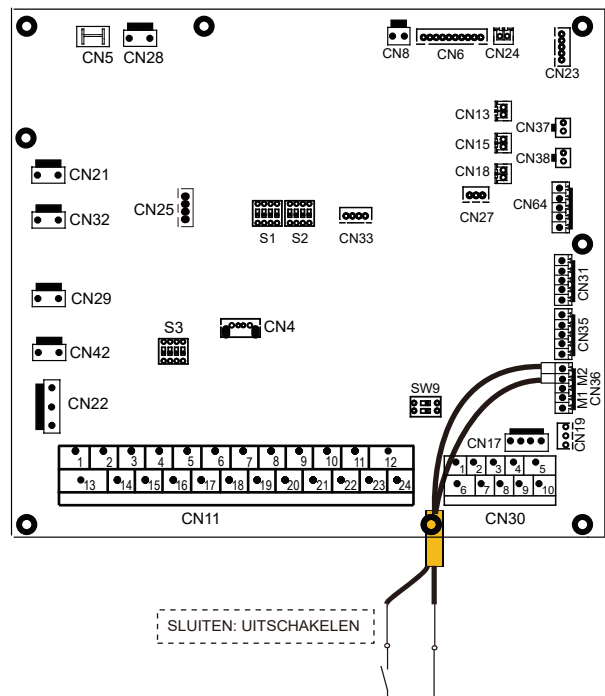 CN5
CN28
CN8
CN6
CN24
CN23
CN13
CN37
CN15
CN38
CN18
CN21
CN32
CN25
S1
S2
CN33
CN27
CN64
CN31
CN29
CN4
CN35
CN42
S3
M2
M1
CN36
CN22
SW9
CN17
CN19
1 2 3 4 5 6 7 8 9 10 11 12
13 14 15 16 17 18 19 20 21 22 23 24
CN11
1 2 3 4 5
6 7 8 9 10
CN30
SLUITEN: UITSCHAKELEN